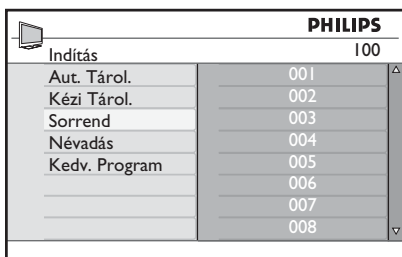 PHILIPS
Indítás 100
Aut. Tárol. 001
Kézi Tárol. 002
Sorrend 003
Névadás 004
Kedv. Program 005
006
007
008